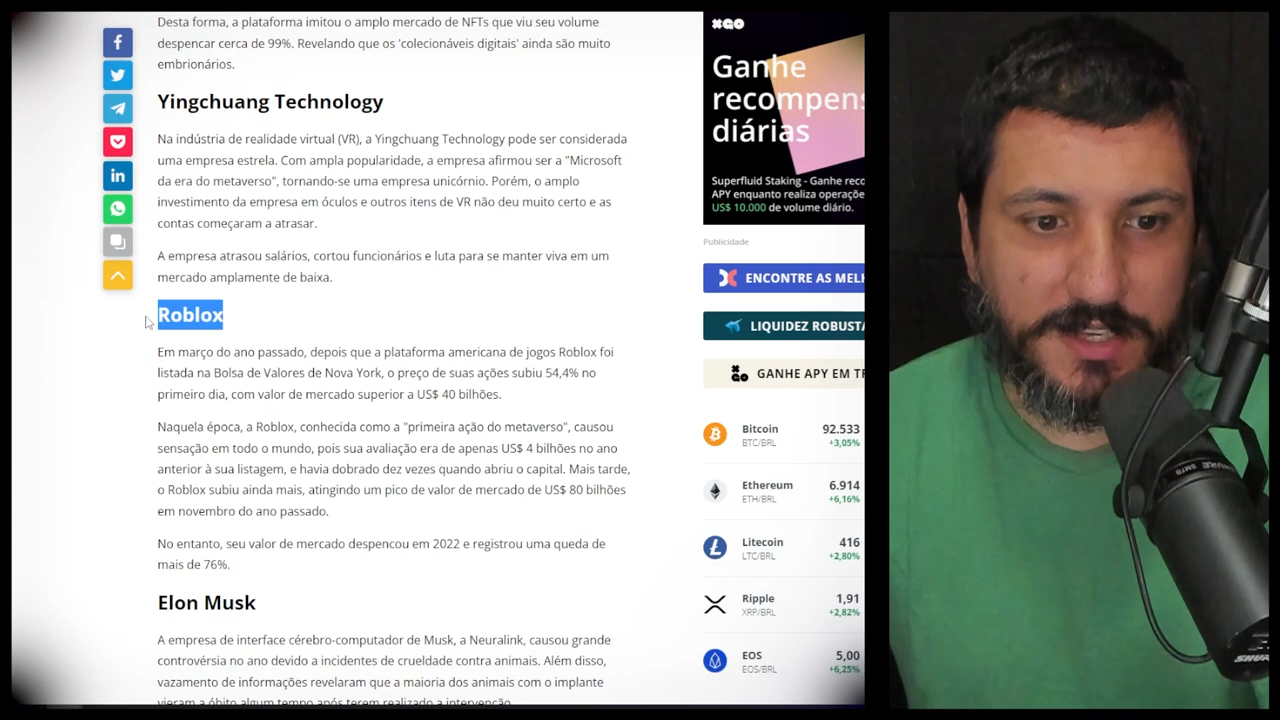 Desta forma, a plataforma imitou o amplo mercado de NFTs que viu seu volume
despencar cerca de 99%. Revelando que os 'colecionáveis digitais' ainda são muito
embrionários.
Yingchuang Technology
Na indústria de realidade virtual (VR), a Yingchuang Technology pode ser considerada
uma empresa estrela. Com ampla popularidade, a empresa afirmou ser a "Microsoft
da era do metaverso", tornando-se uma empresa unicórnio. Porém, o amplo
investimento da empresa em óculos e outros itens de VR não deu muito certo e as
contas começaram a atrasar.
A empresa atrasou salários, cortou funcionários e luta para se manter viva em um
mercado amplamente de baixa.
Roblox
Em março do ano passado, depois que a plataforma americana de jogos Roblox foi
listada na Bolsa de Valores de Nova York, o preço de suas ações subiu 54,4% no
primeiro dia, com valor de mercado superior a US$ 40 bilhões.
Naquela época, a Roblox, conhecida como a "primeira ação do metaverso", causou
sensação em todo o mundo, pois sua avaliação era de apenas US$ 4 bilhões no ano
anterior à sua listagem, e havia dobrado dez vezes quando abriu o capital. Mais tarde,
o Roblox subiu ainda mais, atingindo um pico de valor de mercado de US$ 80 bilhões
em novembro do ano passado.
No entanto, seu valor de mercado despencou em 2022 e registrou uma queda de
mais de 76%.
Elon Musk
A empresa de interface cérebro-computador de Musk, a Neuralink, causou grande
controvérsia no ano devido a incidentes de crueldade contra animais. Além disso,
vazamento de informações revelaram que a maioria dos animais com o implante
vieram a óbito algum tempo após terem realizado a intervenção.
Ganhe
recompens
diárias
Superfluid Staking - Ganhe reco
APY enquanto realiza operaçõe
US$ 10.000 de volume diário.
Publicidade
ENCONTRE AS MELH
LIQUIDEZ ROBUSTA
GANHE APY EM TR
Bitcoin 92.533
BTC/BRL +3,05%
Ethereum 6.914
ETH/BRL +6,16%
Litecoin 416
LTC/BRL +2,80%
Ripple 1,91
XRP/BRL +2,82%
EOS 5,00
EOS/BRL +6,25%